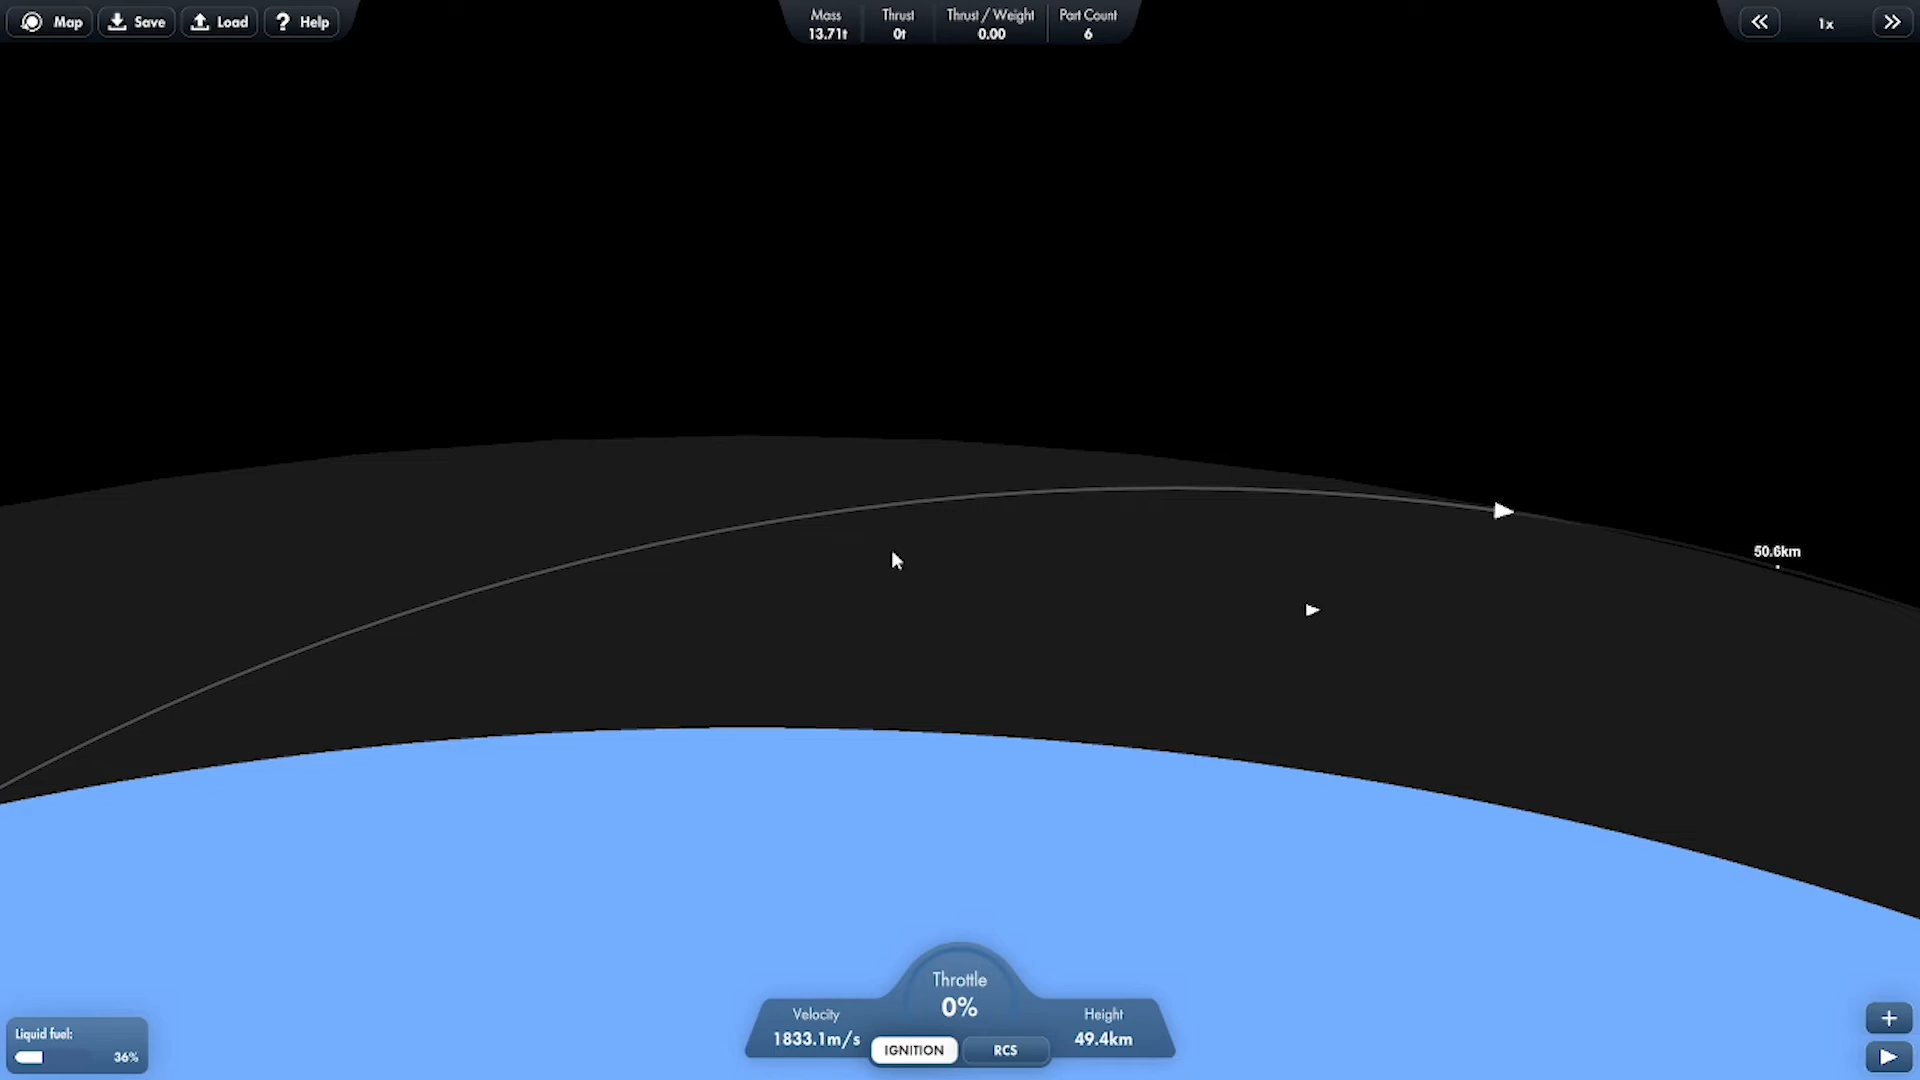 Map Save Load ? Help
Mass Thrust Thrust / Weight Part Count
13.71t 0t 0.00 6
1x
50.6km
Throttle
0%
Velocity Height
1833.1m/s 49.4km
IGNITION RCS
Liquid fuel:
36%